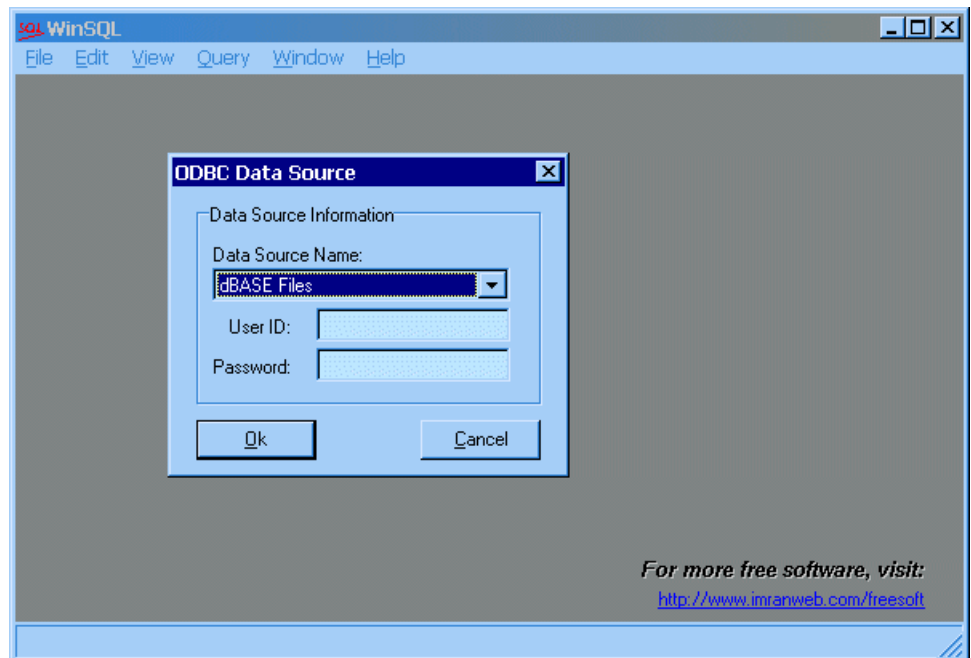 SQL WinSQL
File Edit View Query Window Help
ODBC Data Source
Data Source Information
Data Source Name:
dBASE Files
User ID:
Password:
Ok Cancel
For more free software, visit:
http://www.imranweb.com/freesoft